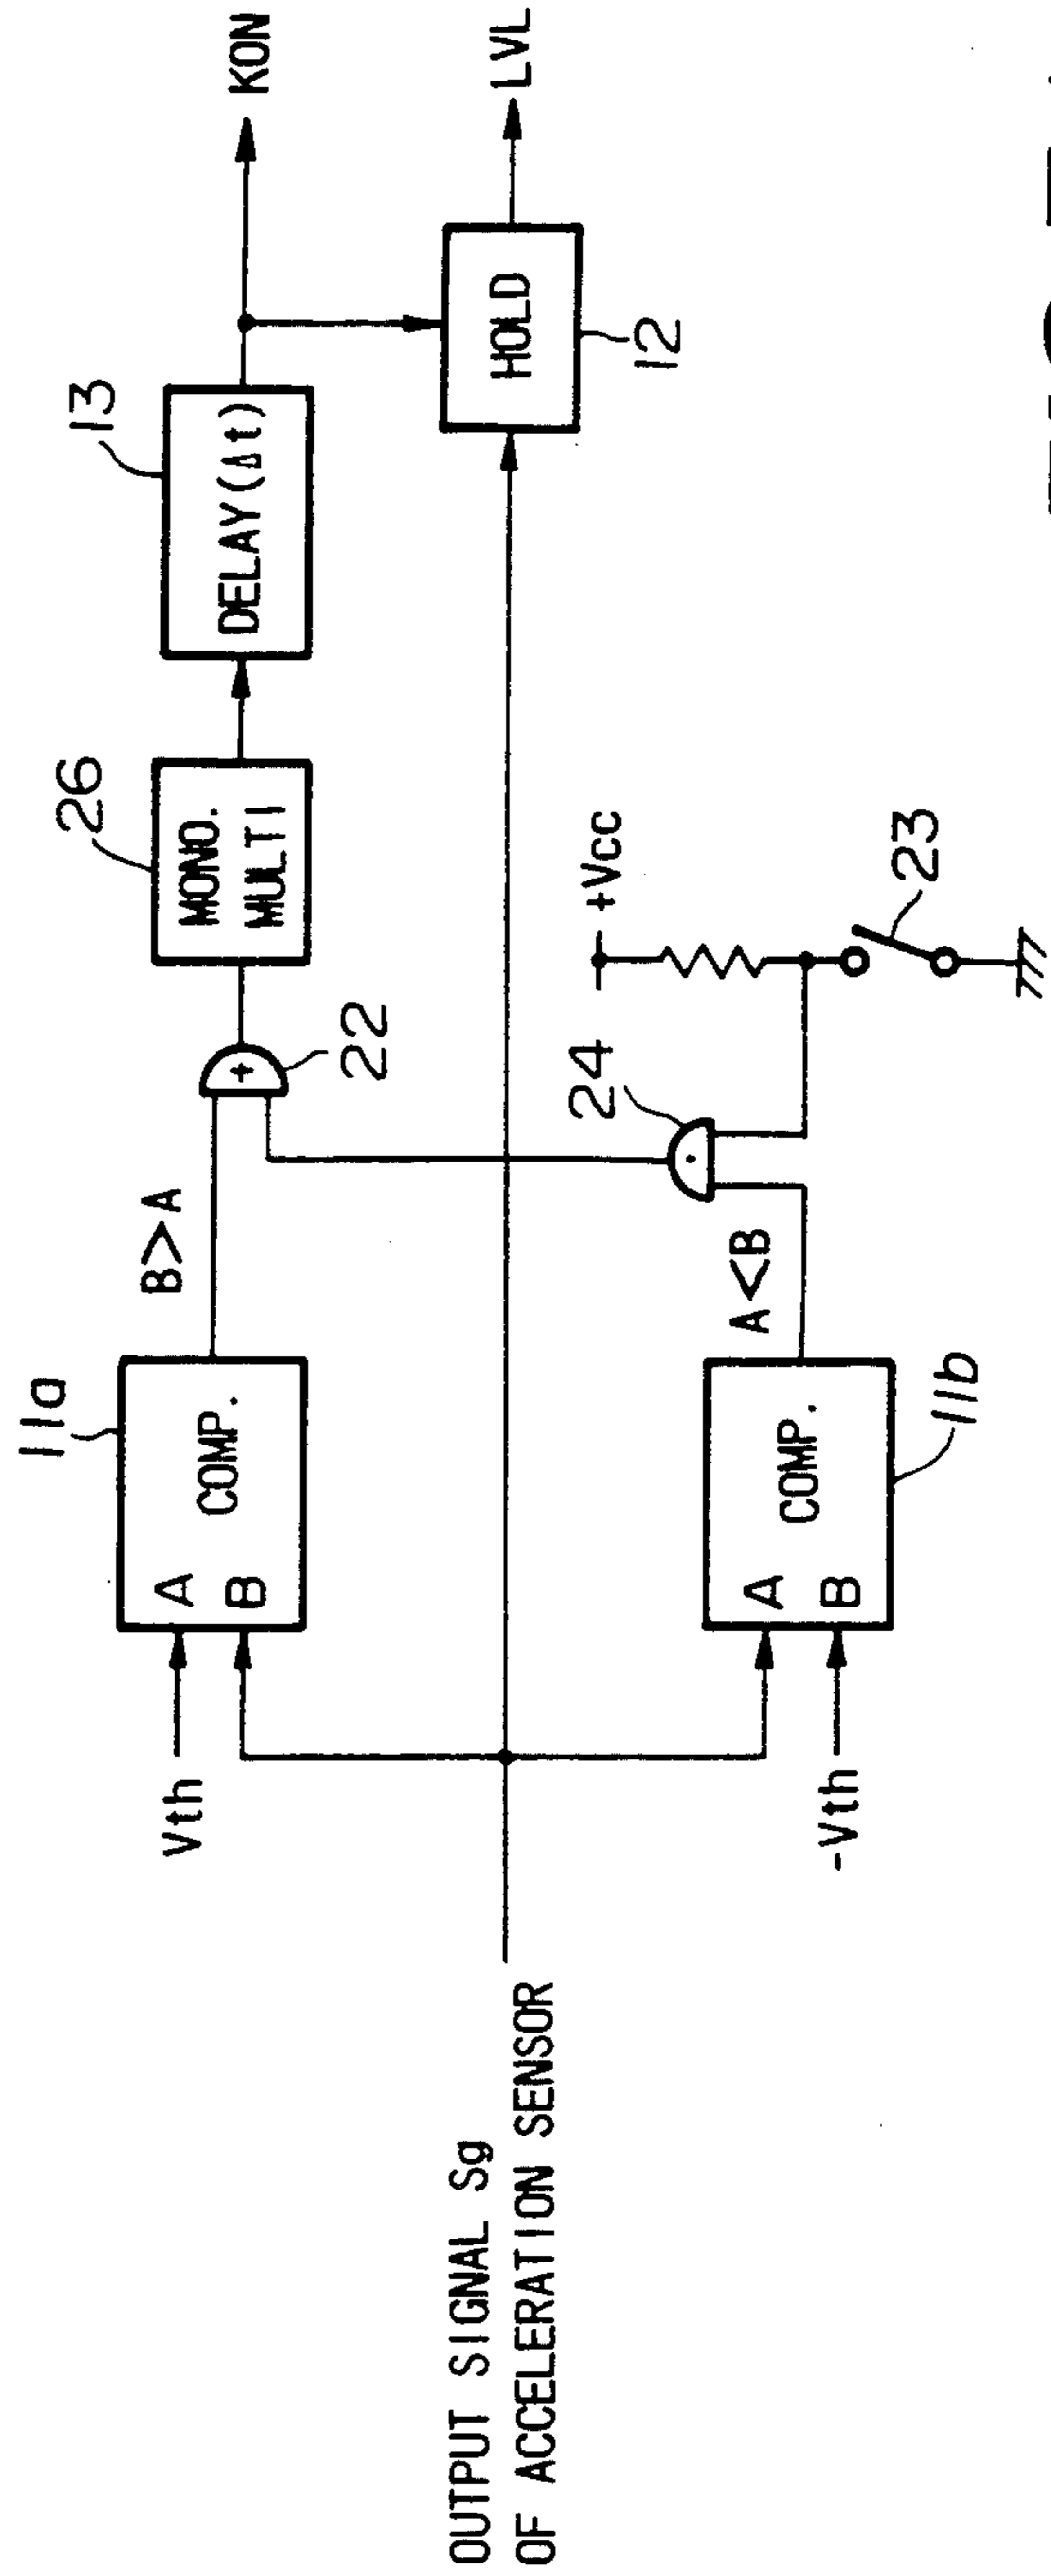 OUTPUT SIGNAL Sg
OF ACCELERATION SENSOR
Vth
A
B
COMP.
11a
B>A
-Vth
A
B
COMP.
11b
A<B
24
+Vcc
23
22
+
26
MONO.
MULTI
13
DELAY(Δt)
HOLD
12
KON
LVL